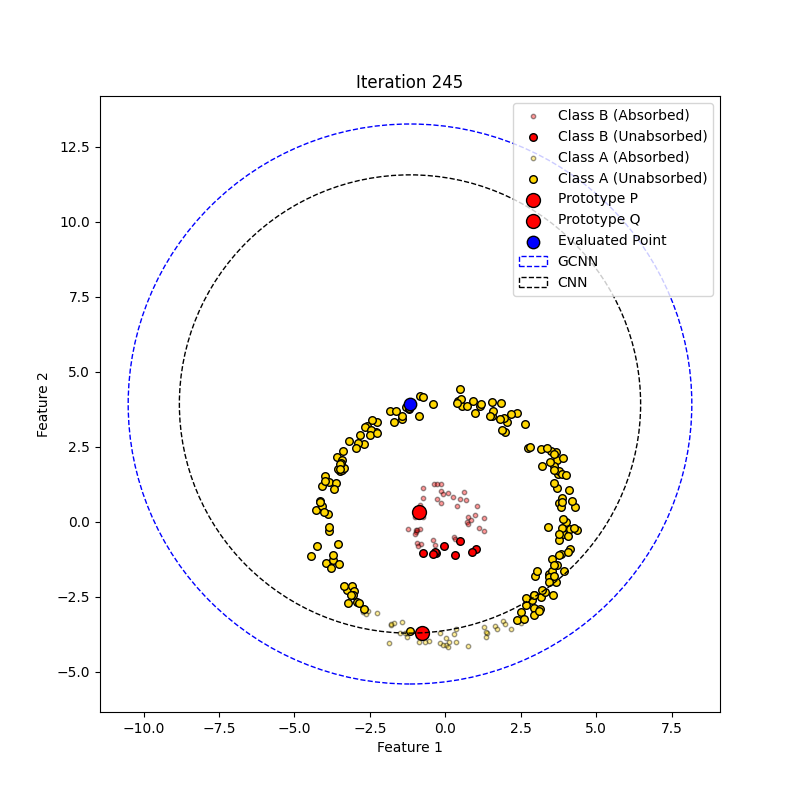 Iteration 245
Class B (Absorbed)
Class B (Unabsorbed)
Class A (Absorbed)
Class A (Unabsorbed)
Prototype P
Prototype Q
Evaluated Point
GCNN
CNN
12.5
10.0
7.5
5.0
2.5
0.0
−2.5
−5.0
Feature 2
−10.0 −7.5 −5.0 −2.5 0.0 2.5 5.0 7.5
Feature 1